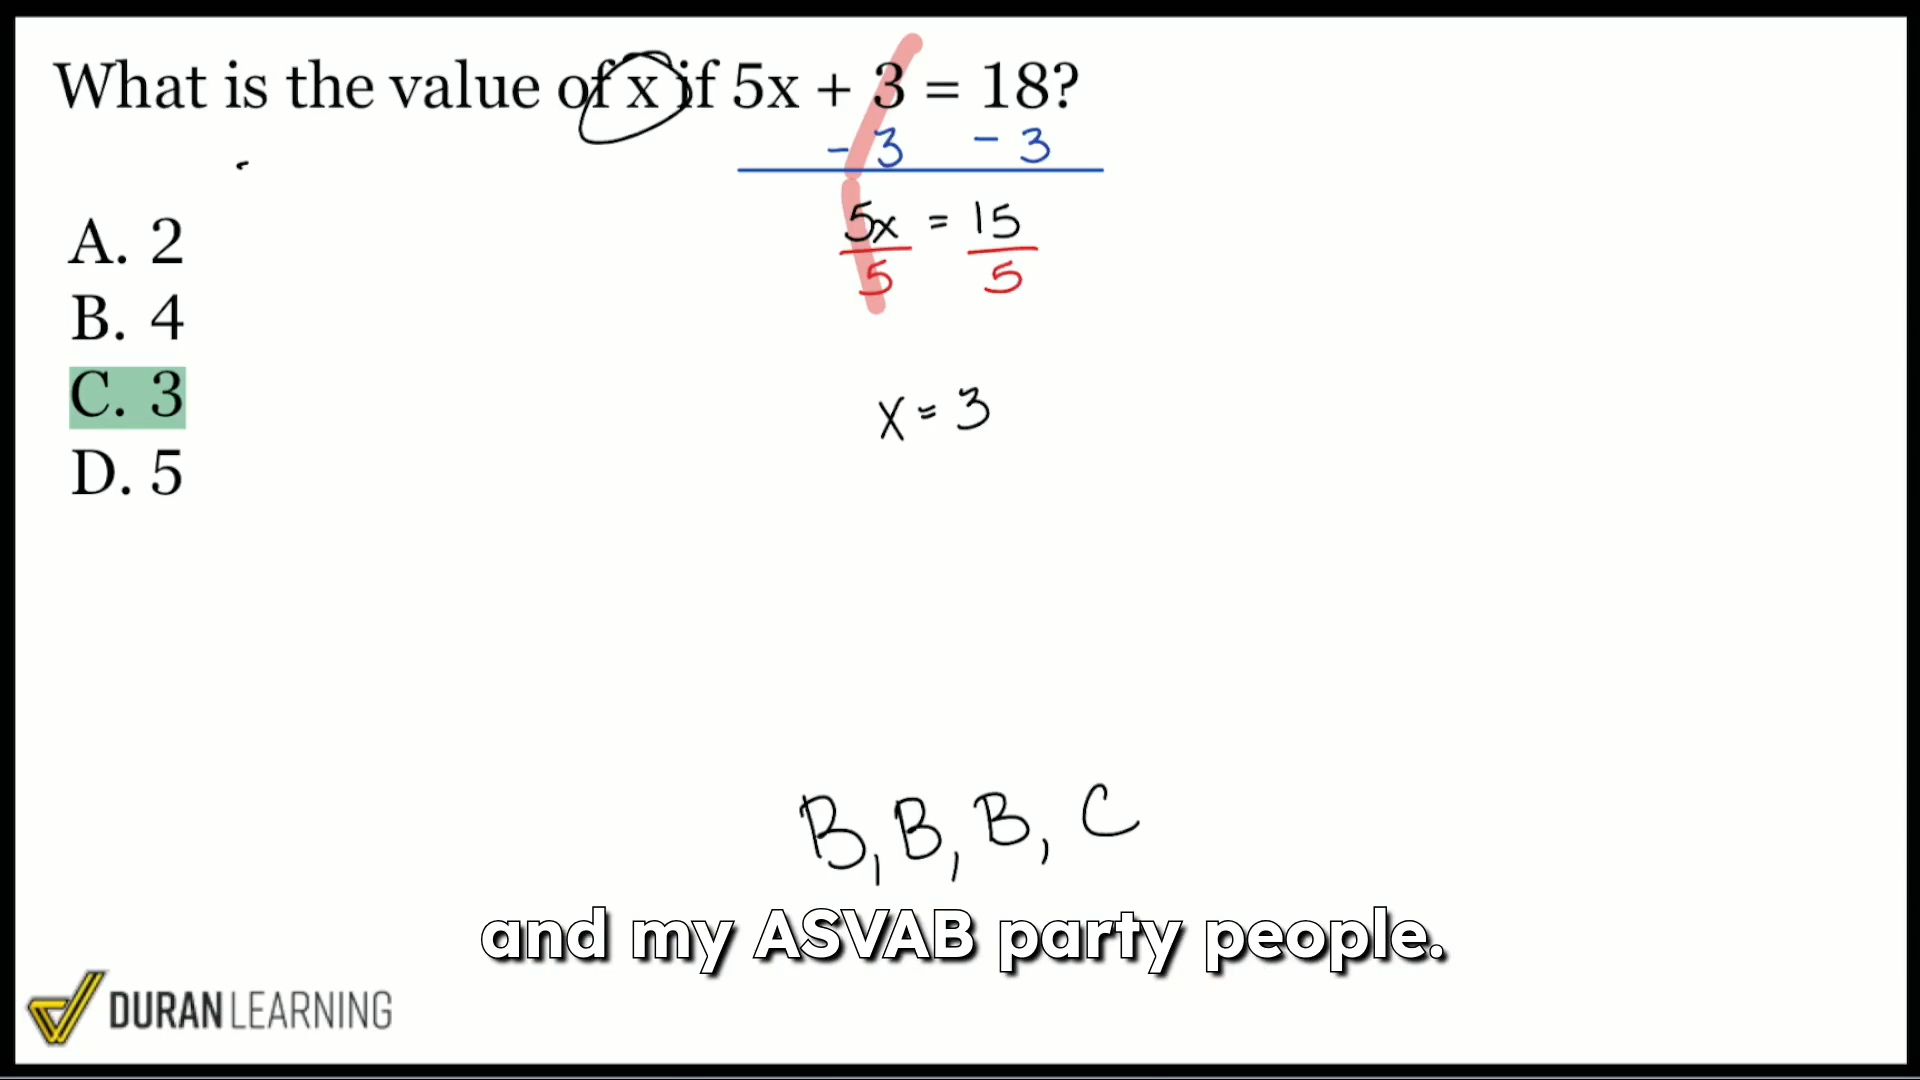 What is the value of x if 5x + 3 = 18?
- 3 - 3
A. 2
5x = 15
5 5
B. 4
C. 3
x = 3
D. 5
B, B, B, C
and my ASVAB party people.
DURAN LEARNING